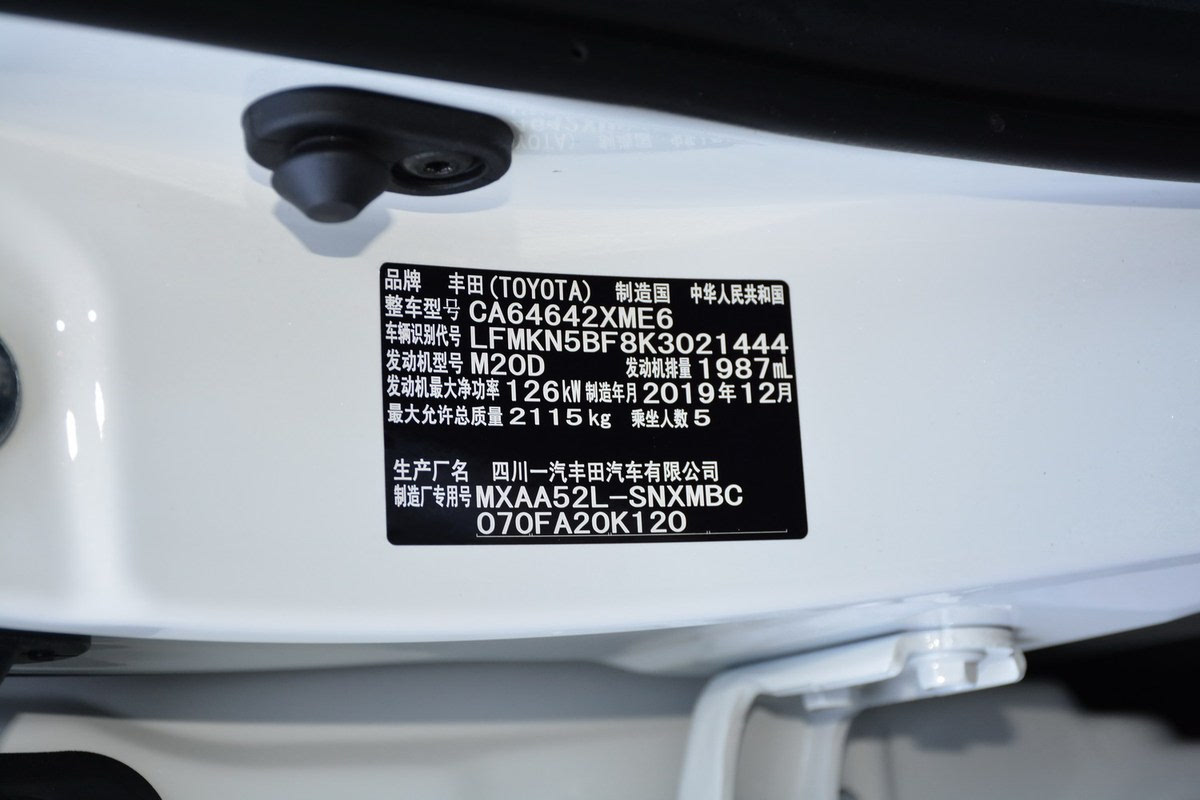 品牌 丰田(TOYOTA) 制造国 中华人民共和国
整车型号 CA64642XME6
车辆识别代号 LFMKN5BF8K3021444
发动机型号 M20D 发动机排量 1987mL
发动机最大净功率 126kW 制造年月 2019年12月
最大允许总质量 2115kg 乘坐人数 5
生产厂名 四川一汽丰田汽车有限公司
制造厂专用号 MXAA52L-SNXMBC
070FA20K120